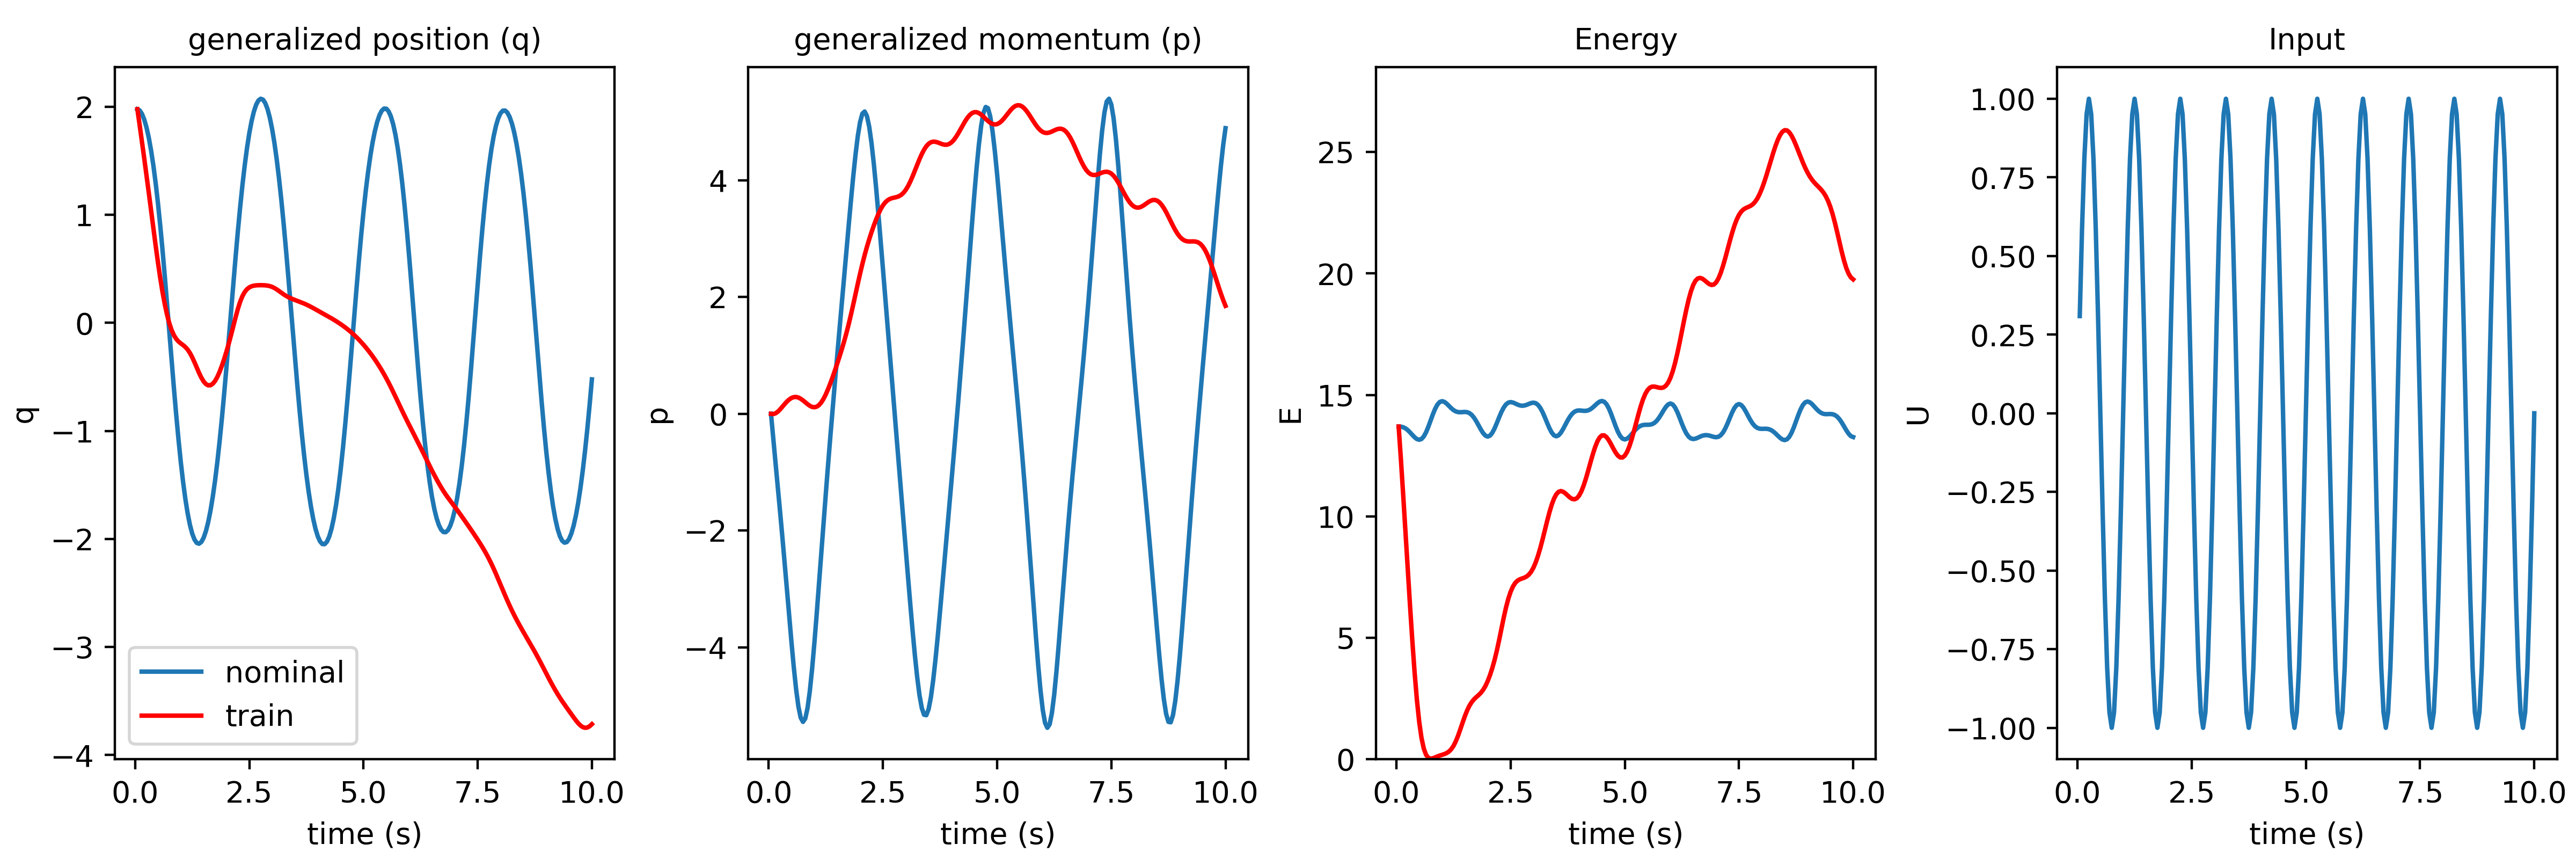 generalized position (q)
q
2
1
0
−1
−2
−3
−4
nominal
train
0.0 2.5 5.0 7.5 10.0
time (s)
generalized momentum (p)
p
4
2
0
−2
−4
0.0 2.5 5.0 7.5 10.0
time (s)
Energy
E
25
20
15
10
5
0
0.0 2.5 5.0 7.5 10.0
time (s)
Input
U
1.00
0.75
0.50
0.25
0.00
−0.25
−0.50
−0.75
−1.00
0.0 2.5 5.0 7.5 10.0
time (s)